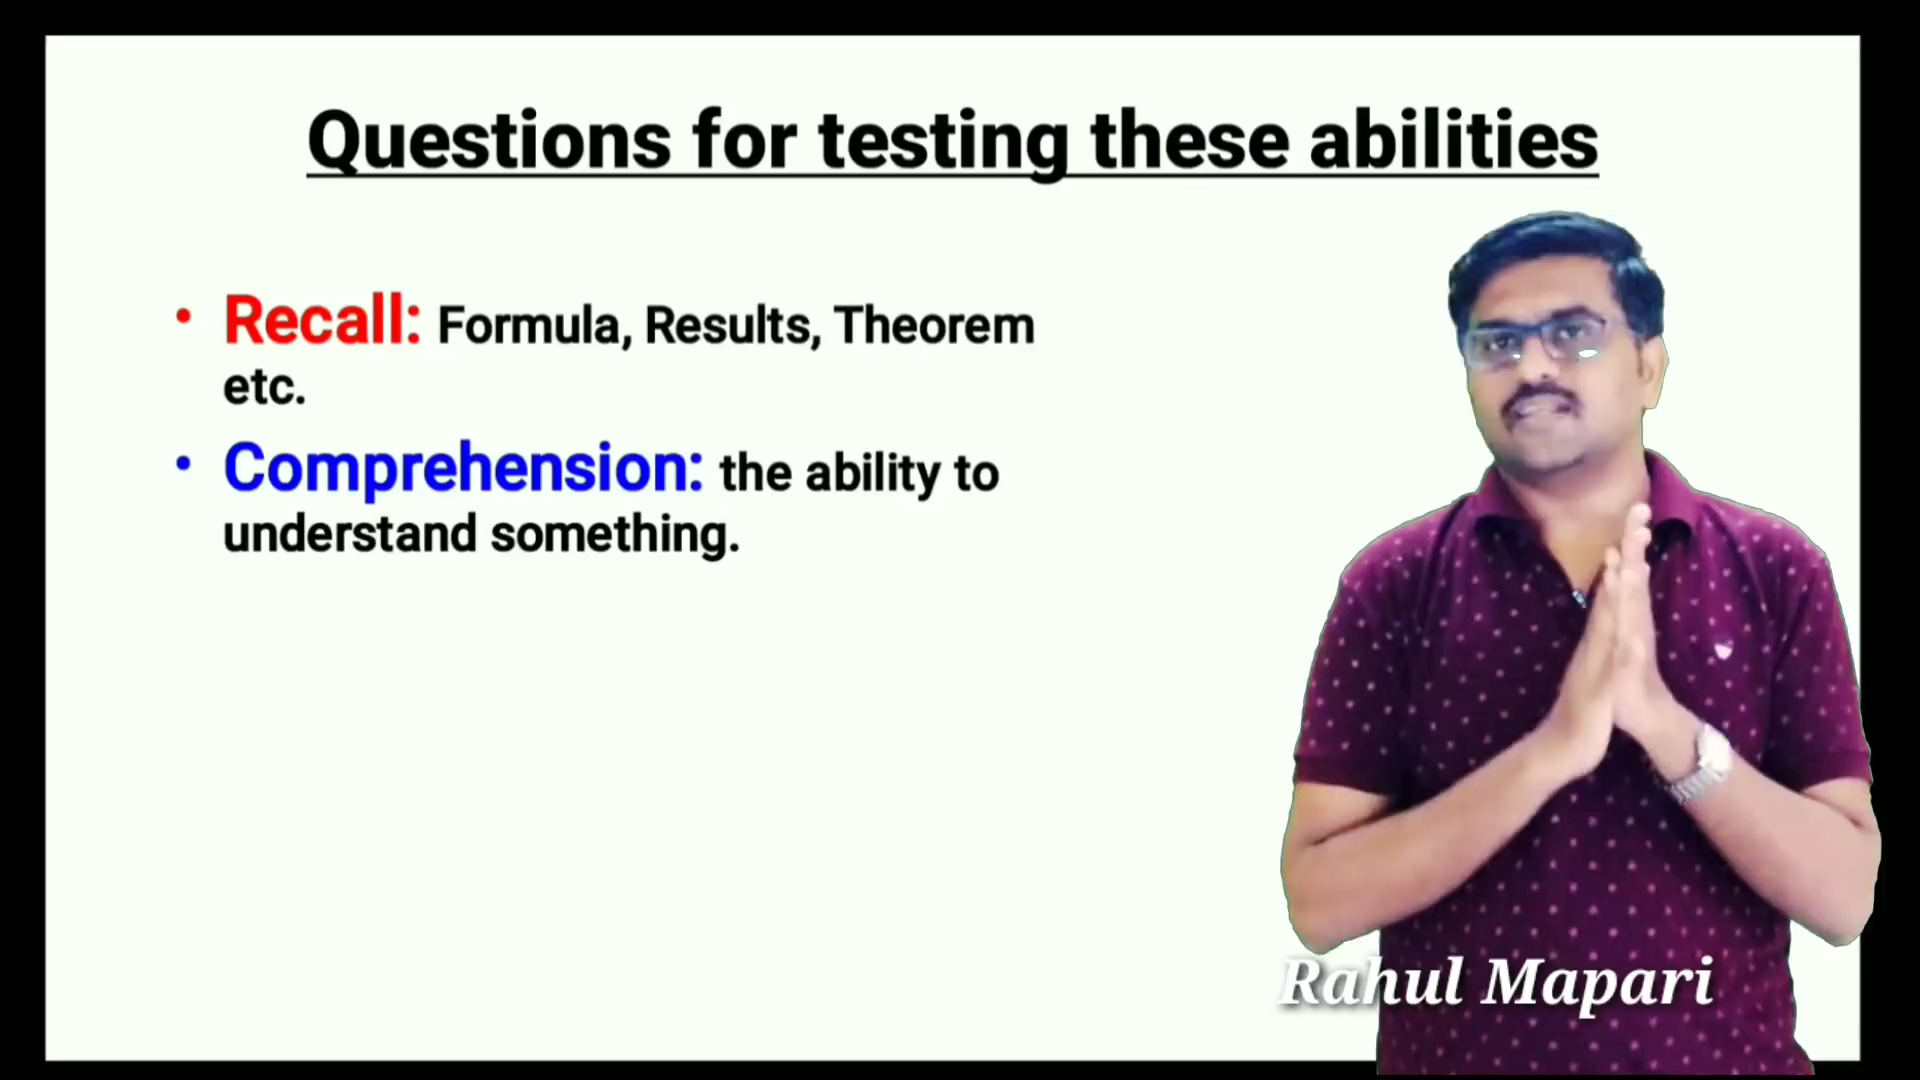 Questions for testing these abilities
• Recall: Formula, Results, Theorem
etc.
• Comprehension: the ability to
understand something.
Rahul Mapari